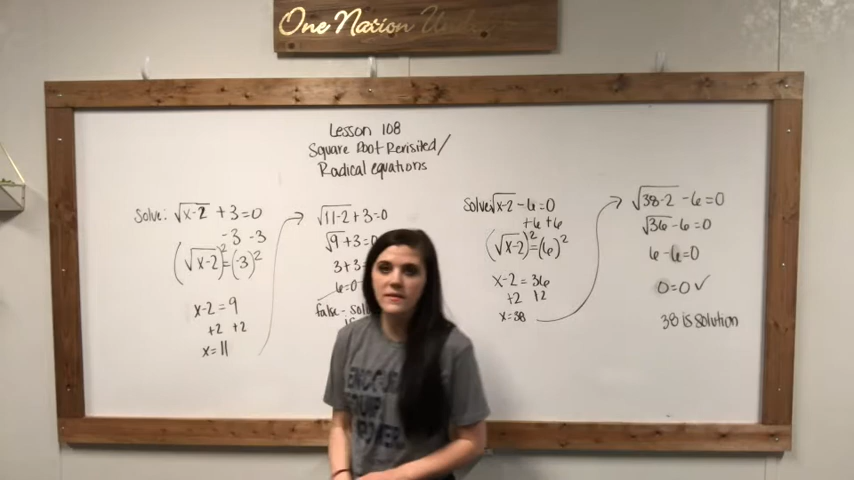 One Nation Under
Lesson 108
Square Root Revisited/
Radical equations
Solve: √x-2 +3=0
-3 -3
(√x-2)²=(-3)²
x-2=9
+2 +2
x=11
√11-2+3=0
√9+3=0
3+3
6=0
false-
Solve: √x-2 -6=0
+6 +6
(√x-2)²=(6)²
x-2=36
+2 +2
x=38
√38-2 -6=0
√36-6=0
6-6=0
0=0✓
38 is solution